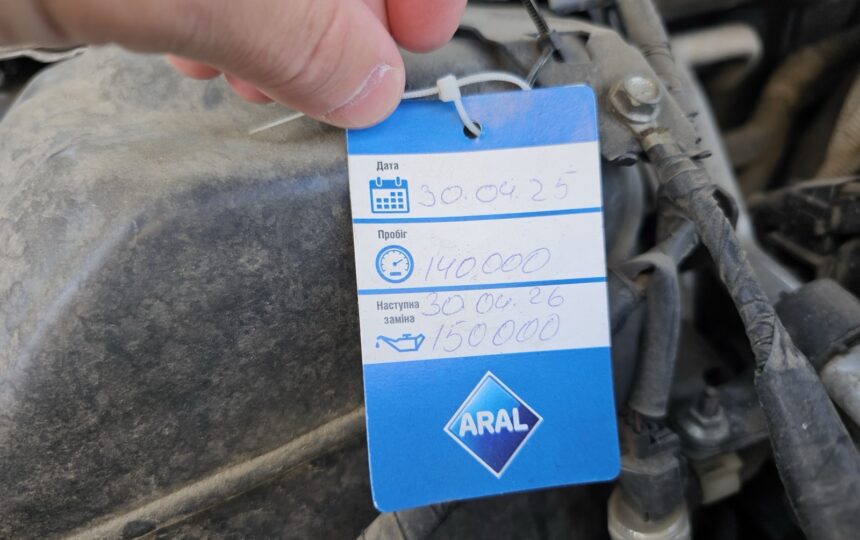 Дата
30.04.25
Пробіг
140.000
Наступна
заміна
30 04.26
150000
ARAL